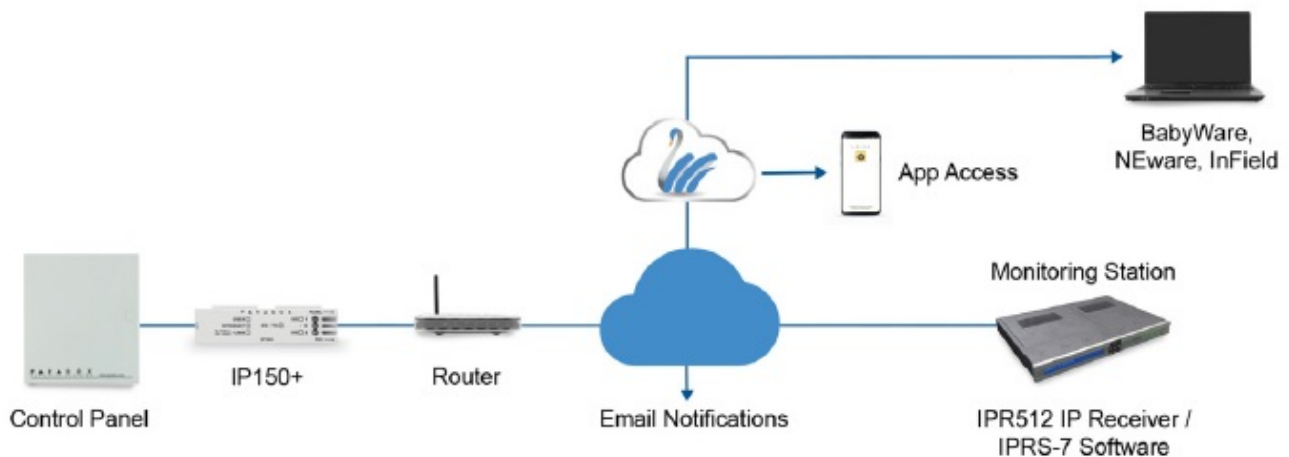 BabyWare,
NEware, InField
App Access
Monitoring Station
PARADOX
IP150+
Router
Control Panel
Email Notifications
IPR512 IP Receiver /
IPRS-7 Software